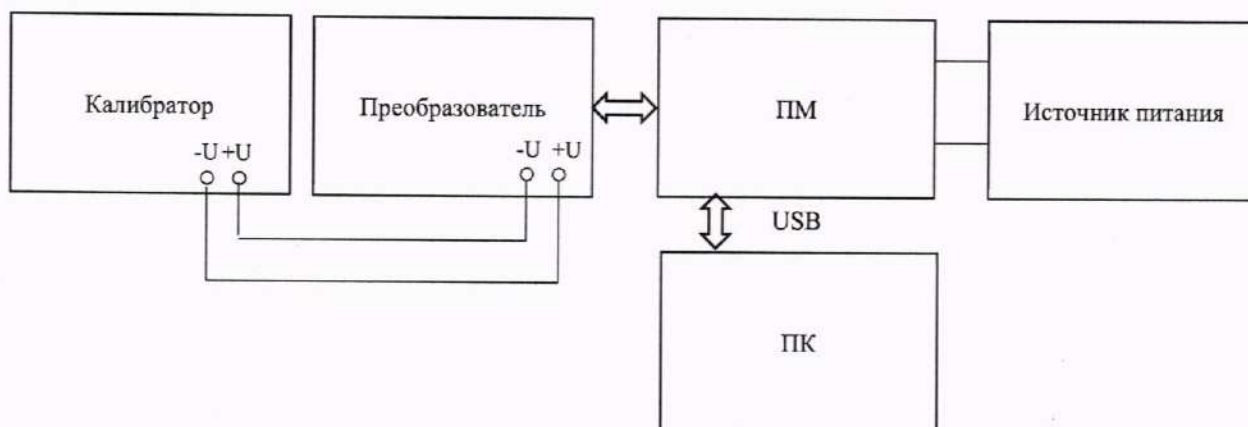 Калибратор
-U +U
Преобразователь
-U +U
ПМ
Источник питания
USB
ПК